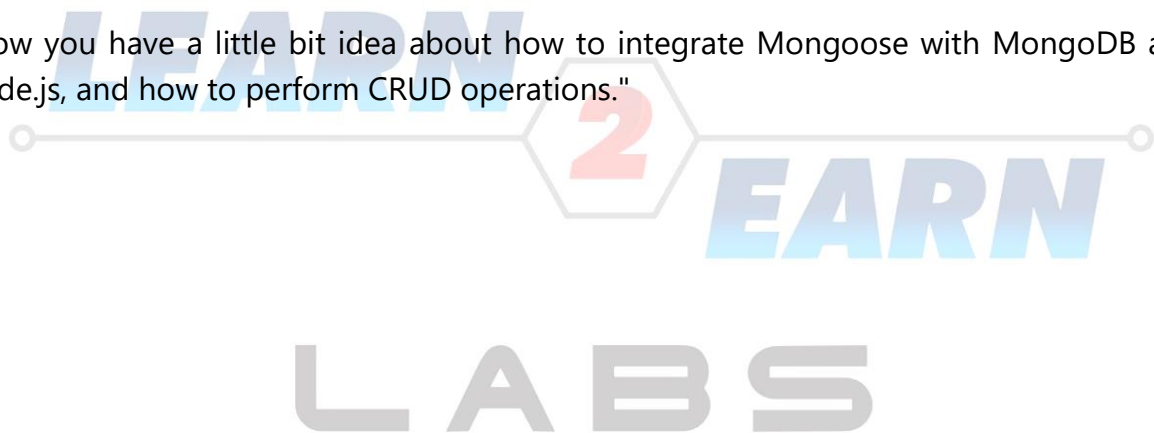 ow you have a little bit idea about how to integrate Mongoose with MongoDB a
de.js, and how to perform CRUD operations."
LEARN
2
EARN
LABS